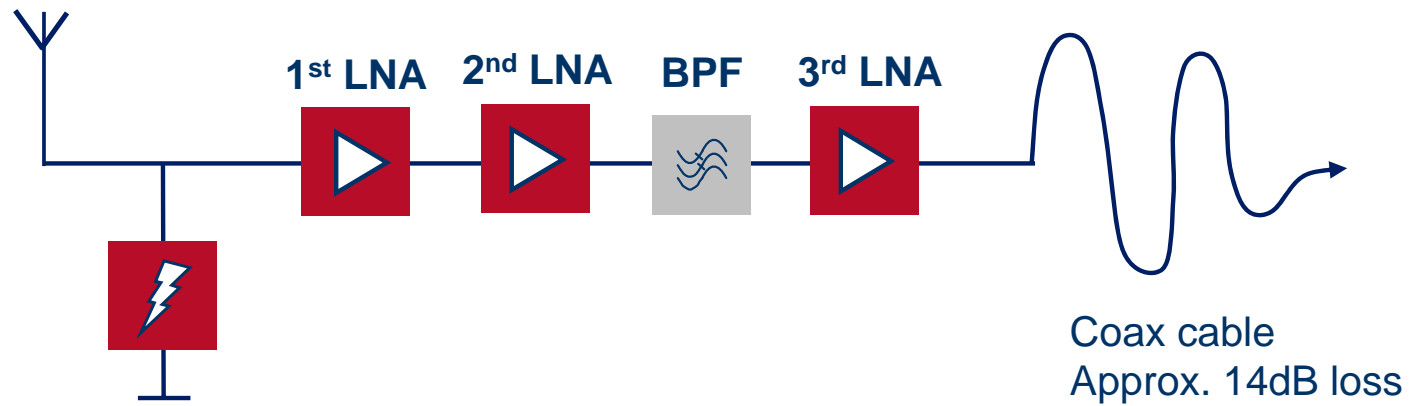 1st LNA
2nd LNA
BPF
3rd LNA
Coax cable
Approx. 14dB loss